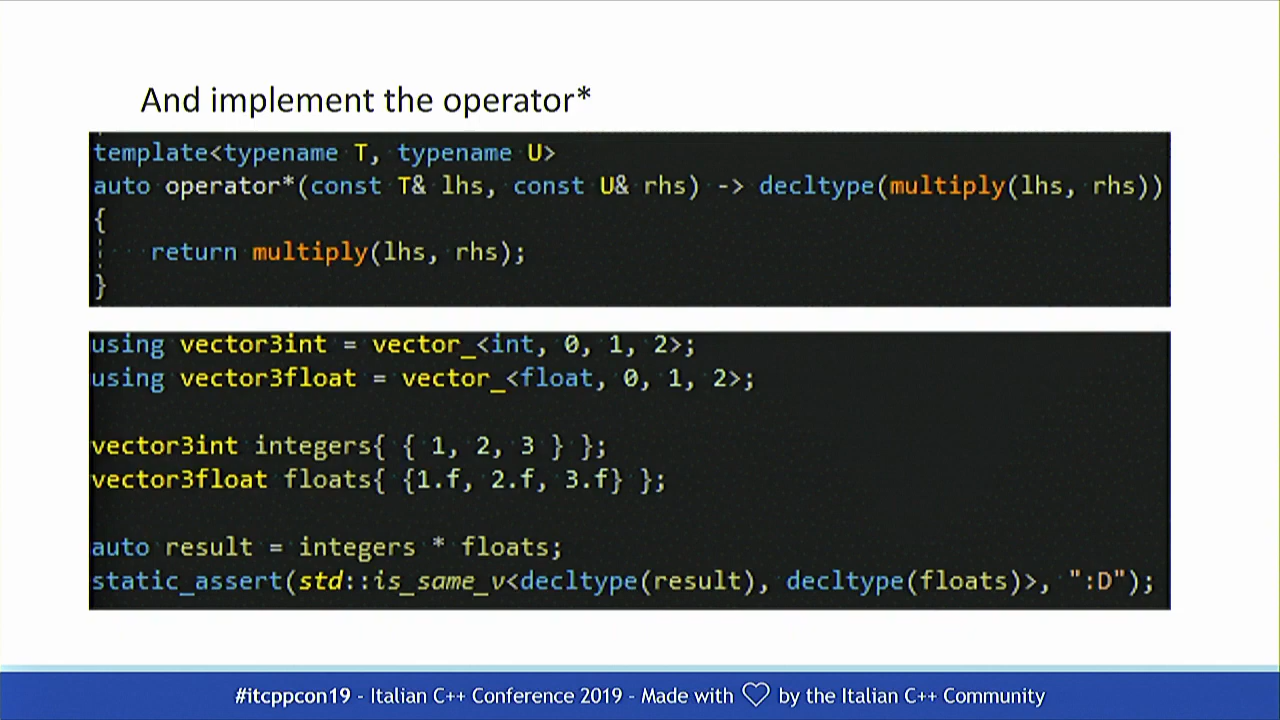 And implement the operator*
template<typename T, typename U>
auto operator*(const T& lhs, const U& rhs) -> decltype(multiply(lhs, rhs))
{
return multiply(lhs, rhs);
}
using vector3int = vector_<int, 0, 1, 2>;
using vector3float = vector_<float, 0, 1, 2>;
vector3int integers{ { 1, 2, 3 } };
vector3float floats{ {1.f, 2.f, 3.f} };
auto result = integers * floats;
static_assert(std::is_same_v<decltype(result), decltype(floats)>, ":D");
#itcppcon19 - Italian C++ Conference 2019 - Made with ♡ by the Italian C++ Community